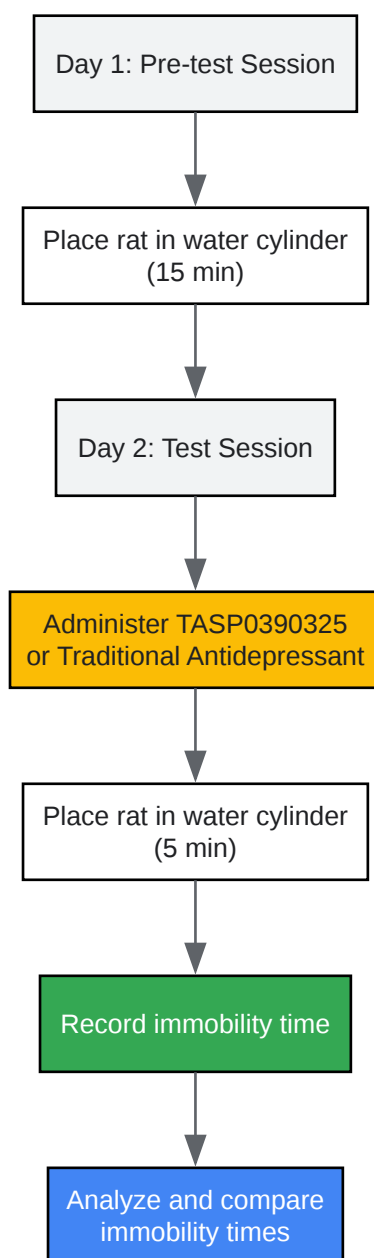 Day 1: Pre-test Session
Place rat in water cylinder
(15 min)
Day 2: Test Session
Administer TASP0390325
or Traditional Antidepressant
Place rat in water cylinder
(5 min)
Record immobility time
Analyze and compare
immobility times